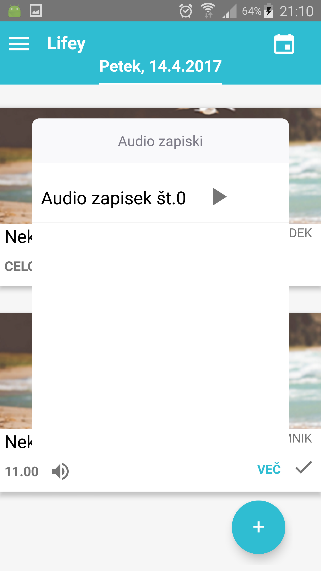 64% 21:10
Lifey
Petek, 14.4.2017
Audio zapiski
Audio zapisek št.0
Nek
DEK
CELO
Nek
MNIK
11.00
VEČ
+